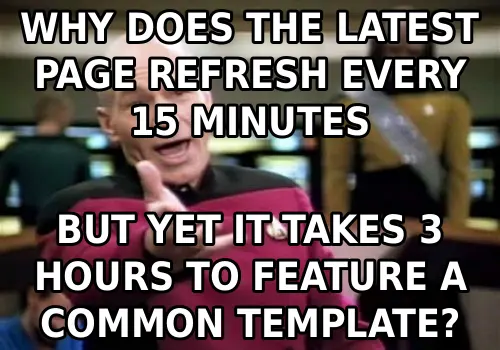 WHY DOES THE LATEST
PAGE REFRESH EVERY
15 MINUTES
BUT YET IT TAKES 3
HOURS TO FEATURE A
COMMON TEMPLATE?